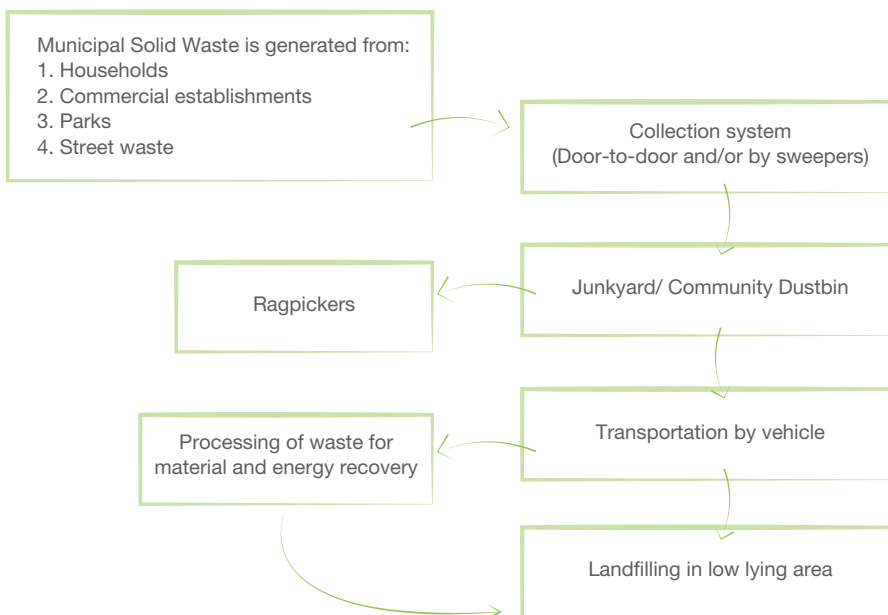 Municipal Solid Waste is generated from:
1. Households
2. Commercial establishments
3. Parks
4. Street waste
Collection system
(Door-to-door and/or by sweepers)
Junkyard/ Community Dustbin
Ragpickers
Transportation by vehicle
Processing of waste for
material and energy recovery
Landfilling in low lying area